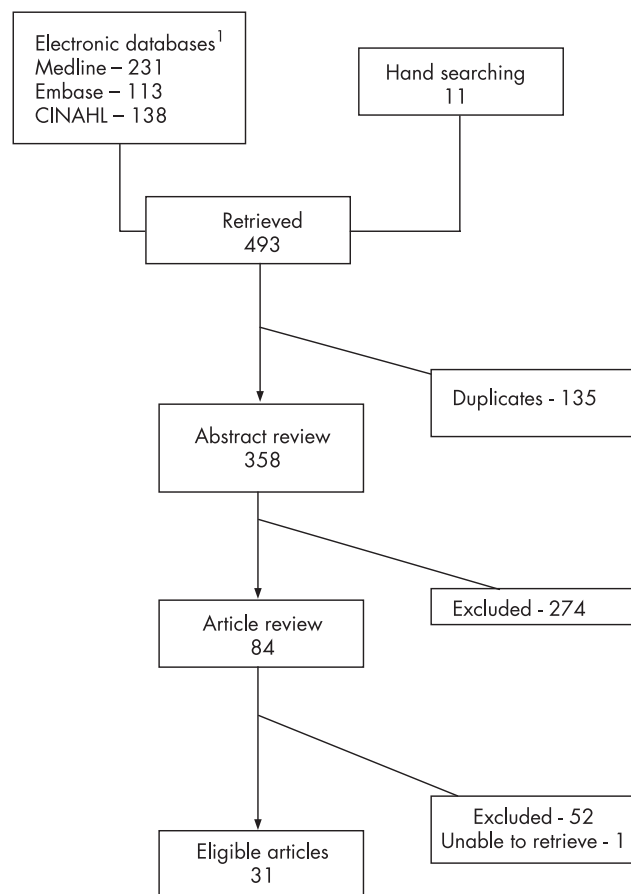 Electronic databases1
Medline – 231
Embase – 113
CINAHL – 138
Hand searching
11
Retrieved
493
Duplicates - 135
Abstract review
358
Excluded - 274
Article review
84
Excluded - 52
Unable to retrieve - 1
Eligible articles
31